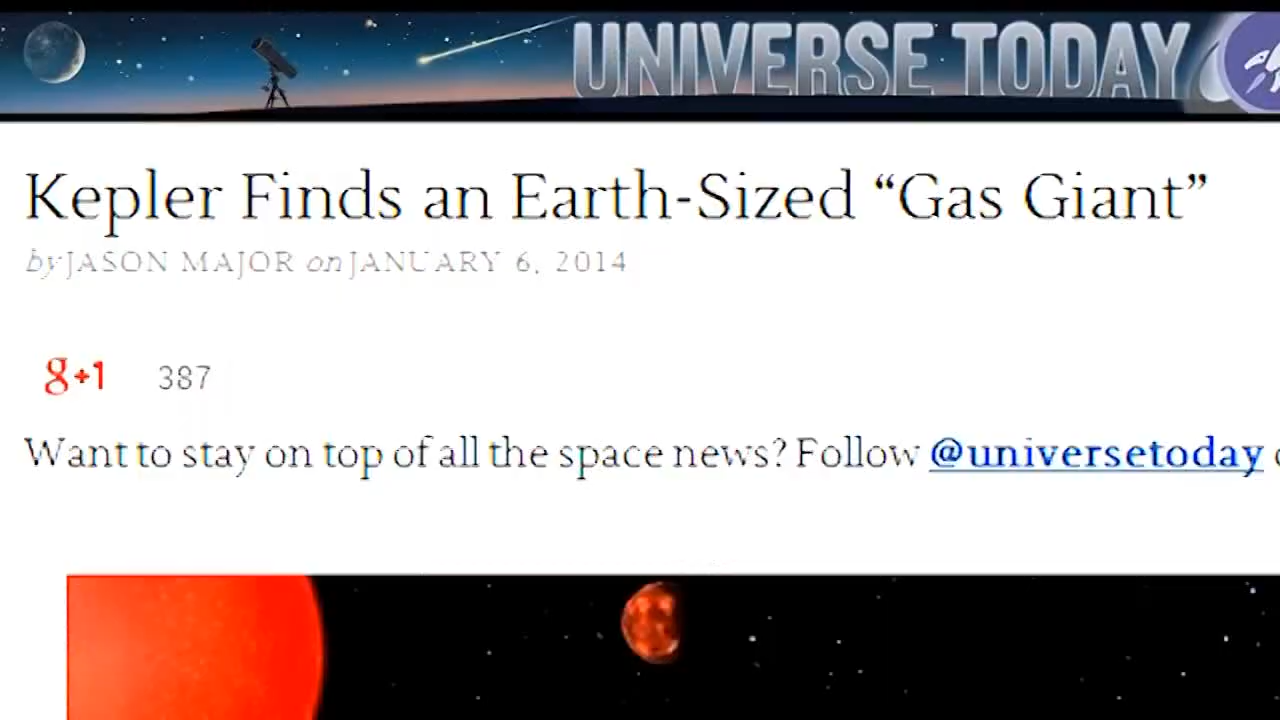 UNIVERSE TODAY
Kepler Finds an Earth-Sized “Gas Giant”
by JASON MAJOR on JANUARY 6, 2014
g+1 387
Want to stay on top of all the space news? Follow @universetoday